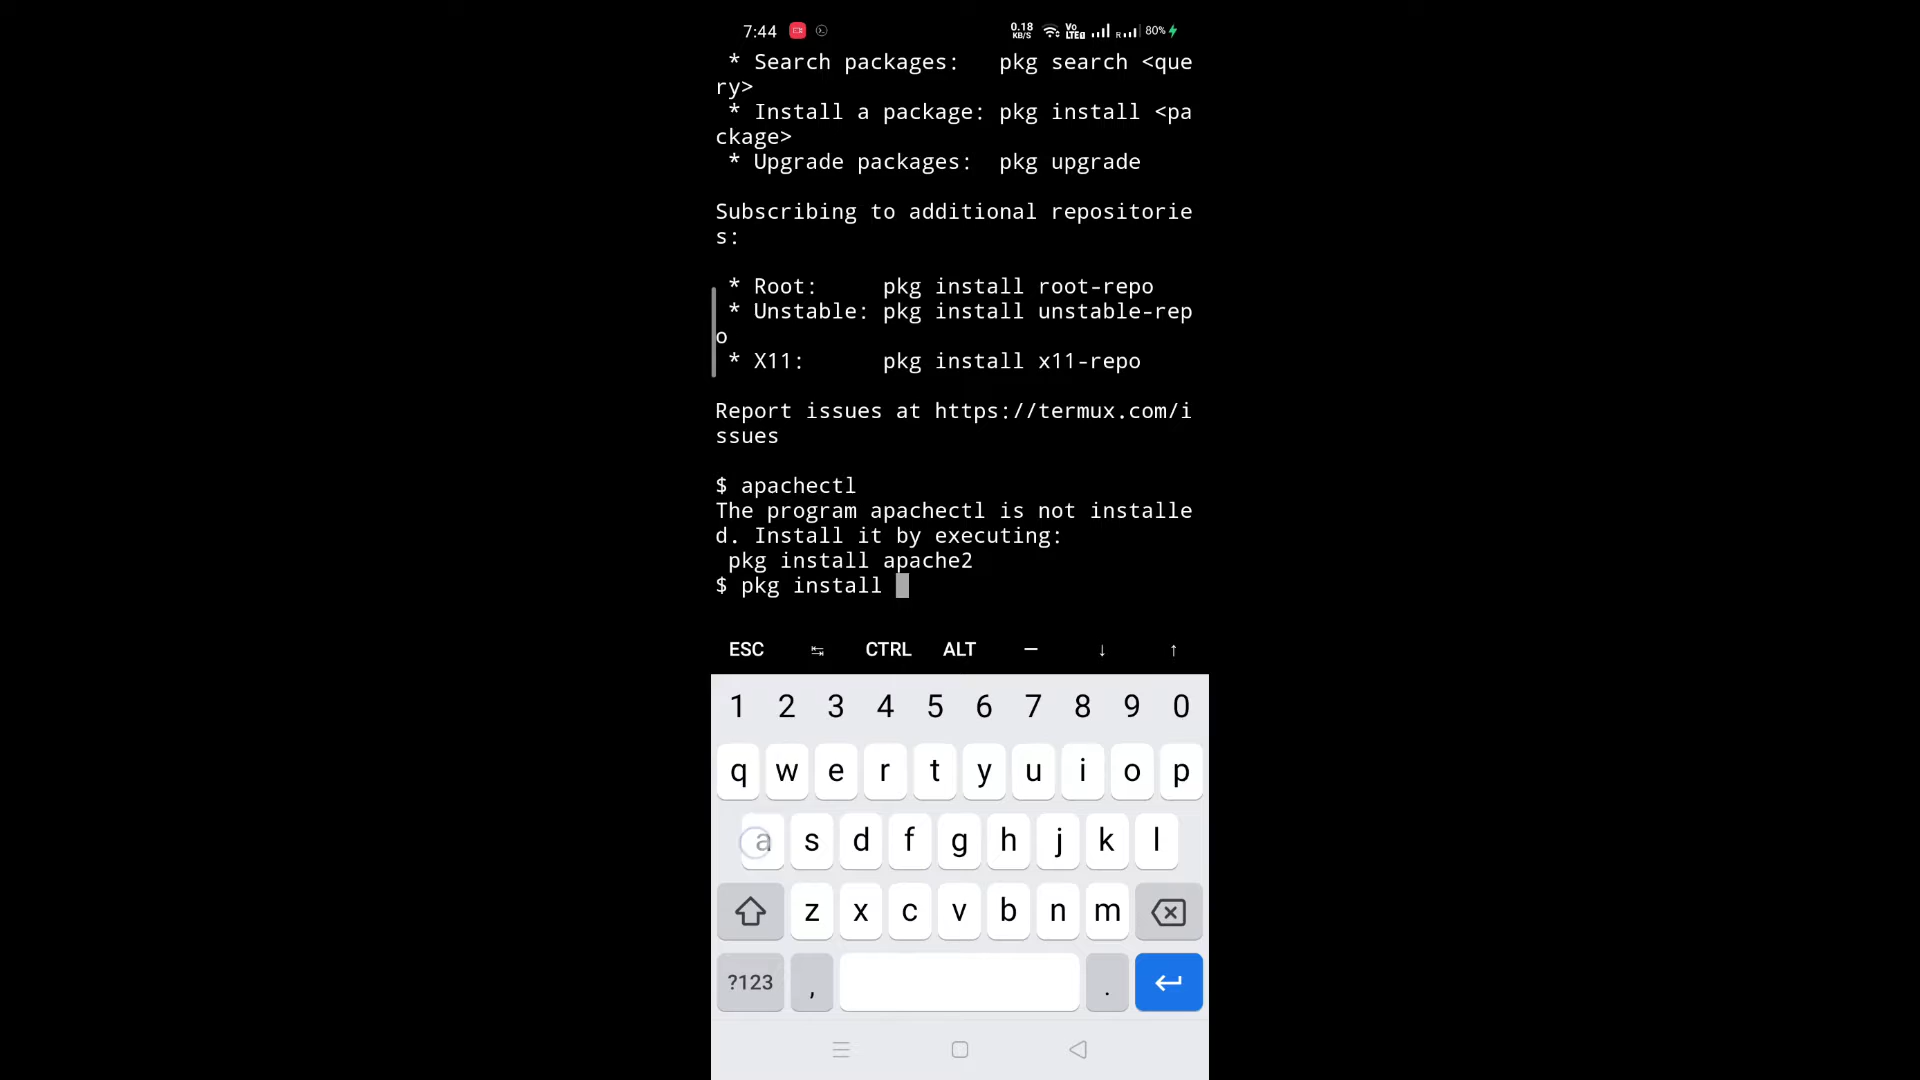 7:44 0.18 KB/S Vo LTE R 80%
* Search packages: pkg search <que
ry>
* Install a package: pkg install <pa
ckage>
* Upgrade packages: pkg upgrade
Subscribing to additional repositorie
s:
* Root: pkg install root-repo
* Unstable: pkg install unstable-rep
o
* X11: pkg install x11-repo
Report issues at https://termux.com/i
ssues
$ apachectl
The program apachectl is not installe
d. Install it by executing:
pkg install apache2
$ pkg install
ESC ↹ CTRL ALT — ↓ ↑
1 2 3 4 5 6 7 8 9 0
q w e r t y u i o p
a s d f g h j k l
z x c v b n m
?123 , .